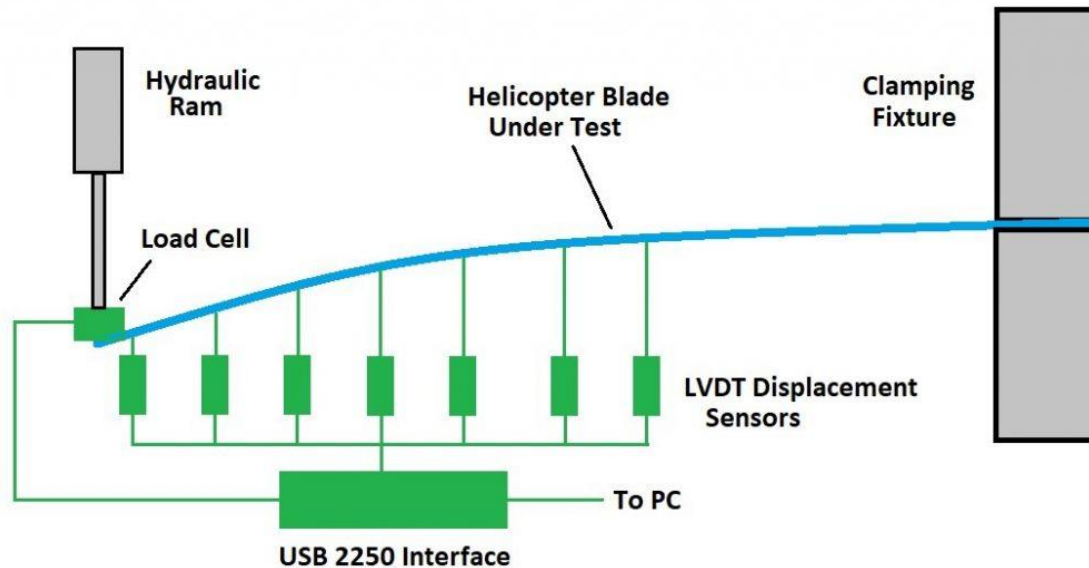 Hydraulic
Ram
Helicopter Blade
Under Test
Clamping
Fixture
Load Cell
LVDT Displacement
Sensors
To PC
USB 2250 Interface